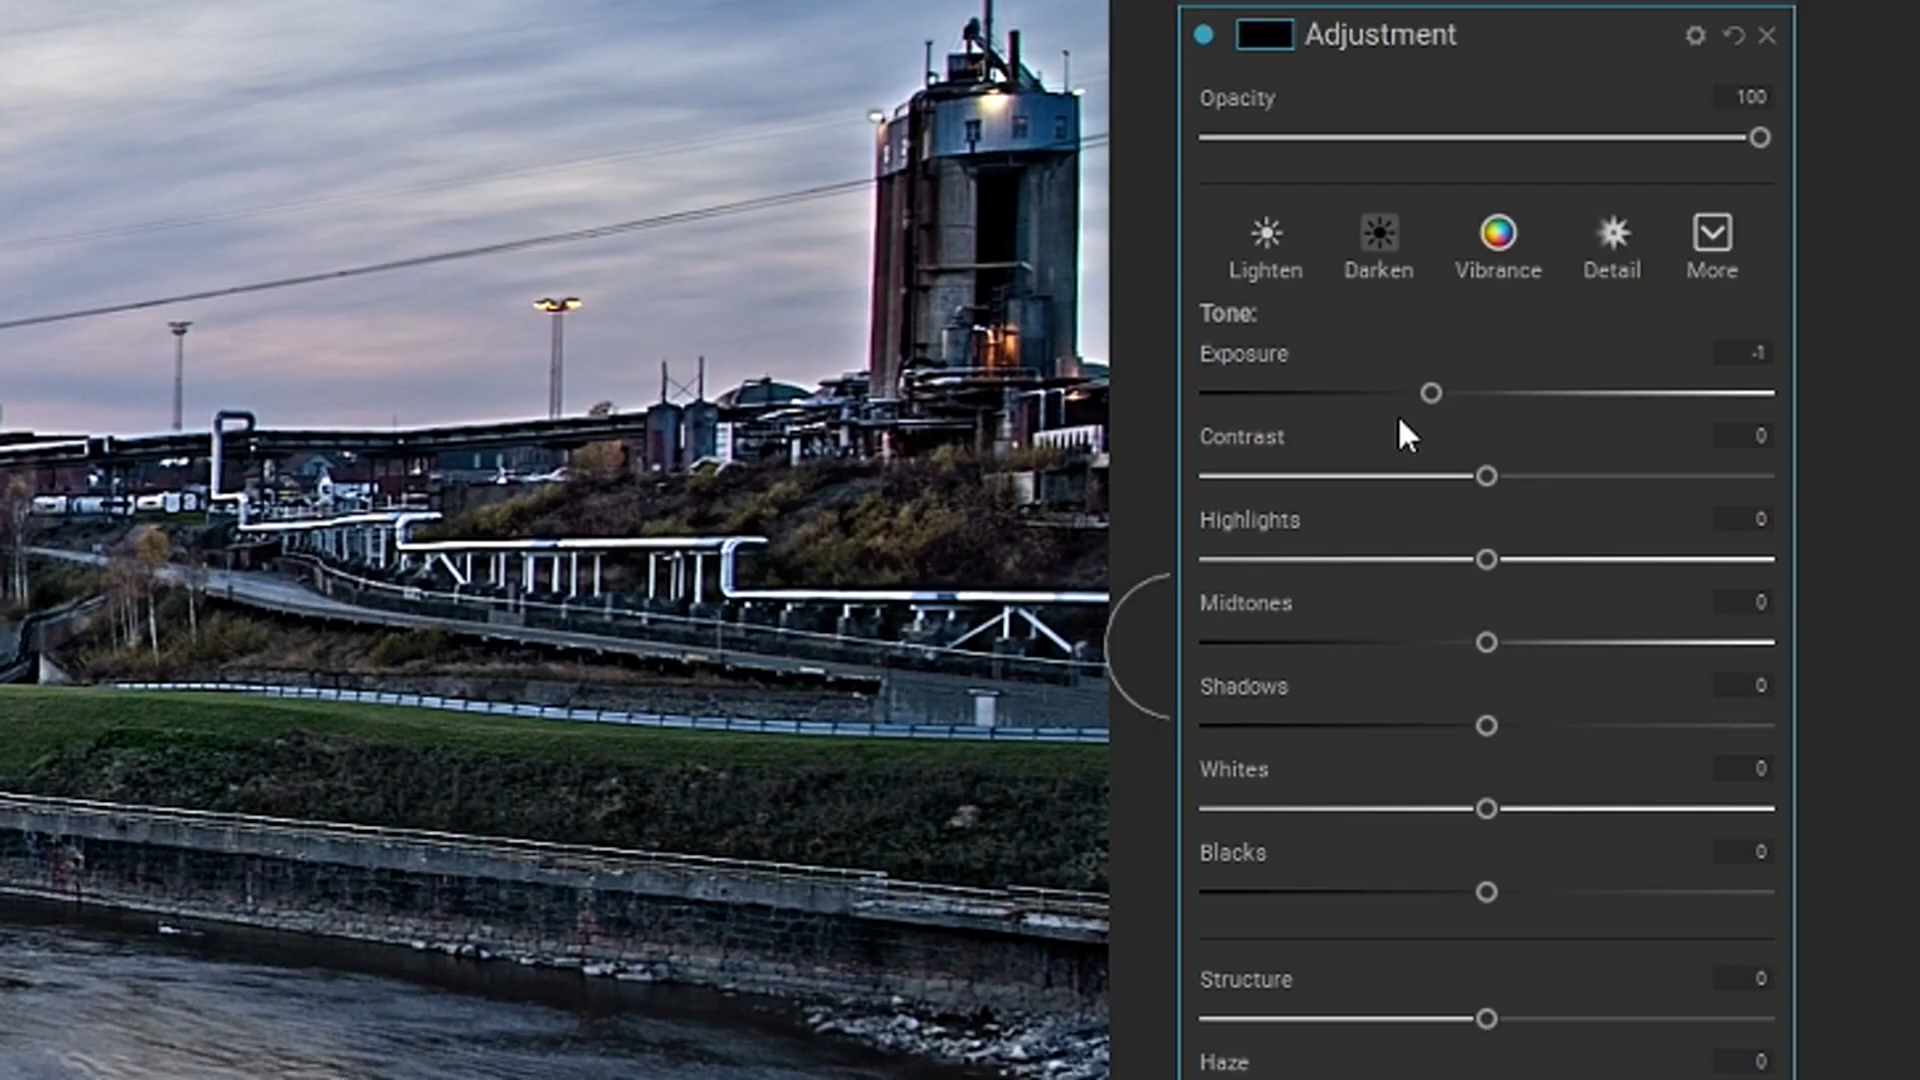 Adjustment
Opacity 100
Lighten Darken Vibrance Detail More
Tone:
Exposure -1
Contrast 0
Highlights 0
Midtones 0
Shadows 0
Whites 0
Blacks 0
Structure 0
Haze 0